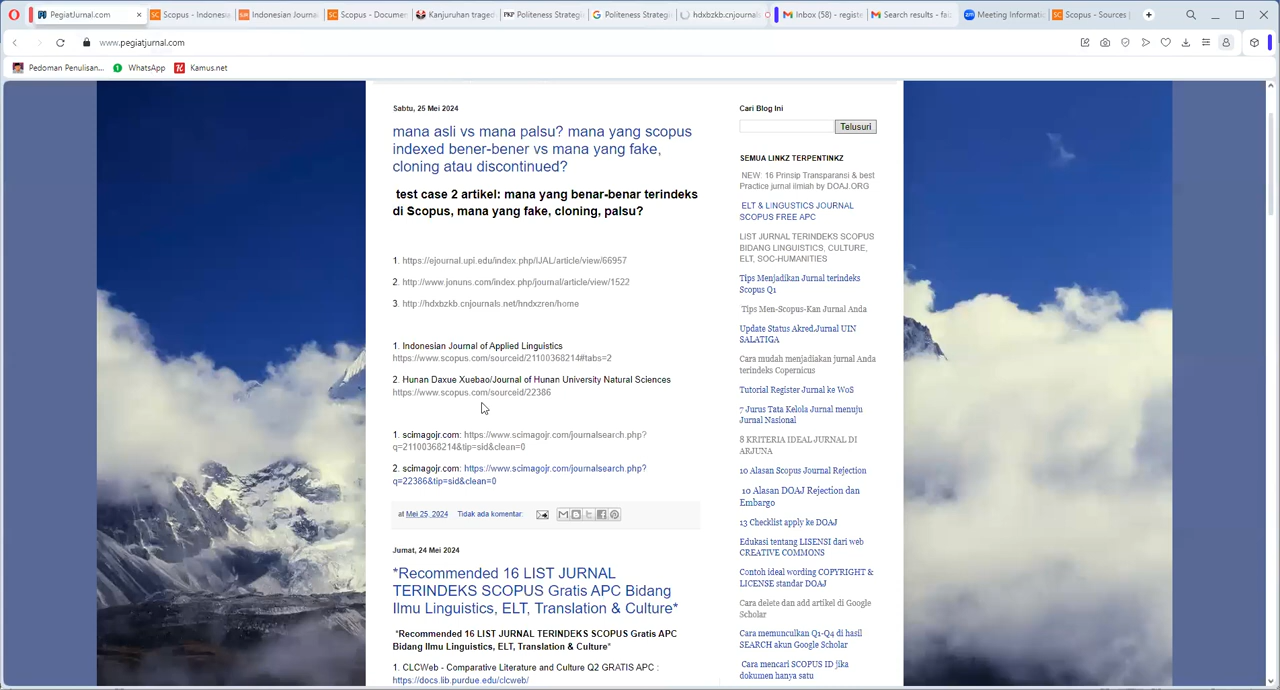 PegiatJurnal.com
Scopus - Indonesi
Indonesian Journa
Scopus - Documen
Kanjuruhan traged
Politeness Strategi
Politeness Strategi
hdxbzkb.cnjournals
Inbox (58) - registe
Search results - fai
Meeting Informati
Scopus - Sources
www.pegiatjurnal.com
Pedoman Penulisan...
WhatsApp
Kamus.net
Sabtu, 25 Mei 2024
mana asli vs mana palsu? mana yang scopus
indexed bener-bener vs mana yang fake,
cloning atau discontinued?
test case 2 artikel: mana yang benar-benar terindeks
di Scopus, mana yang fake, cloning, palsu?
1. https://ejournal.upi.edu/index.php/IJAL/article/view/66957
2. http://www.jonuns.com/index.php/journal/article/view/1522
3. http://hdxbzkb.cnjournals.net/hndxzren/home
1. Indonesian Journal of Applied Linguistics
https://www.scopus.com/sourceid/21100368214#tabs=2
2. Hunan Daxue Xuebao/Journal of Hunan University Natural Sciences
https://www.scopus.com/sourceid/22386
1. scimagojr.com: https://www.scimagojr.com/journalsearch.php?
q=21100368214&tip=sid&clean=0
2. scimagojr.com: https://www.scimagojr.com/journalsearch.php?
q=22386&tip=sid&clean=0
at Mei 25, 2024 Tidak ada komentar:
Jumat, 24 Mei 2024
*Recommended 16 LIST JURNAL
TERINDEKS SCOPUS Gratis APC Bidang
Ilmu Linguistics, ELT, Translation & Culture*
*Recommended 16 LIST JURNAL TERINDEKS SCOPUS Gratis APC
Bidang Ilmu Linguistics, ELT, Translation & Culture*
1. CLCWeb - Comparative Literature and Culture Q2 GRATIS APC :
https://docs.lib.purdue.edu/clcweb/
Cari Blog Ini
Telusuri
SEMUA LINKZ TERPENTINKZ
NEW: 16 Prinsip Transparansi & best
Practice jurnal ilmiah by DOAJ.ORG
ELT & LINGUSTICS JOURNAL
SCOPUS FREE APC
LIST JURNAL TERINDEKS SCOPUS
BIDANG LINGUISTICS, CULTURE,
ELT, SOC-HUMANITIES
Tips Menjadikan Jurnal terindeks
Scopus Q1
Tips Men-Scopus-Kan Jurnal Anda
Update Status Akred,Jurnal UIN
SALATIGA
Cara mudah menjadiakan jurnal Anda
terindeks Copernicus
Tutorial Register Jurnal ke WoS
7 Jurus Tata Kelola Jurnal menuju
Jurnal Nasional
8 KRITERIA IDEAL JURNAL DI
ARJUNA
10 Alasan Scopus Journal Rejection
10 Alasan DOAJ Rejection dan
Embargo
13 Checklist apply ke DOAJ
Edukasi tentang LISENSI dari web
CREATIVE COMMONS
Contoh ideal wording COPYRIGHT &
LICENSE standar DOAJ
Cara delete dan add artikel di Google
Scholar
Cara memunculkan Q1-Q4 di hasil
SEARCH akun Google Scholar
Cara mencari SCOPUS ID jika
dokumen hanya satu